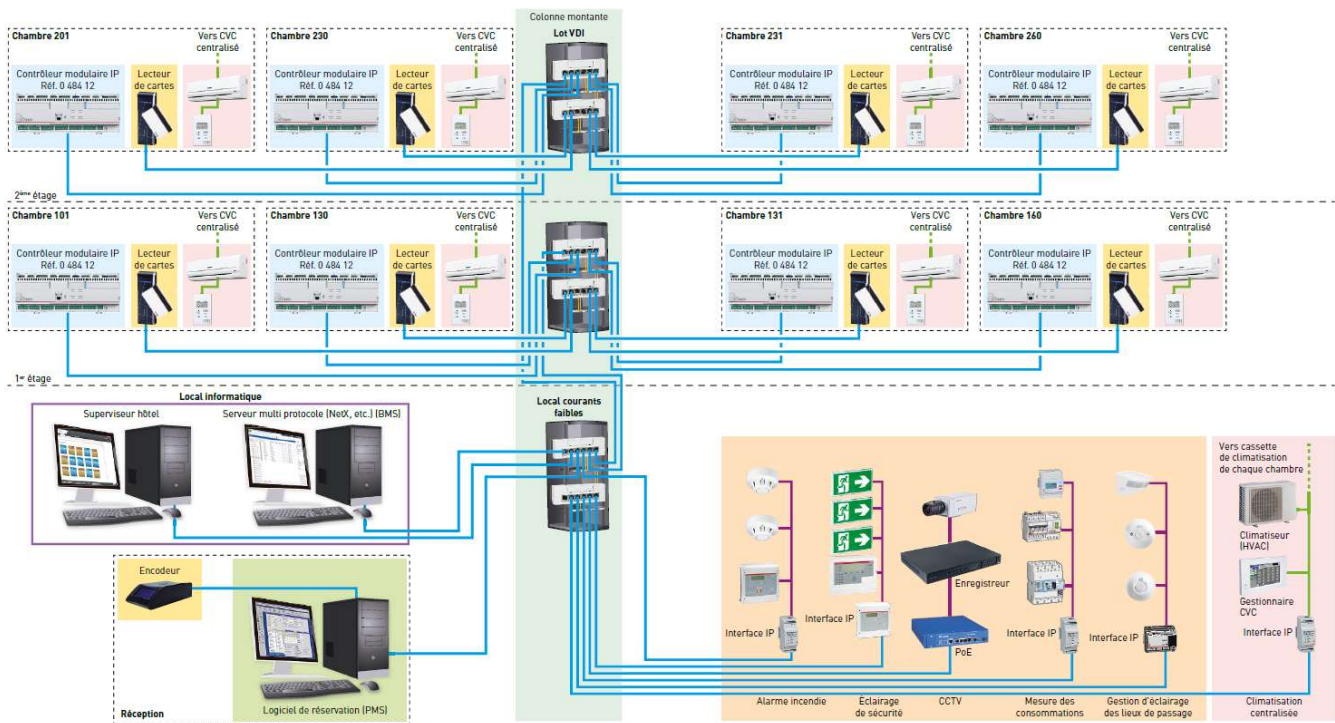 Colonne montante
Lot VDI
Chambre 201
Vers CVC
centralisé
Contrôleur modulaire IP
Réf. 0 484 12
Lecteur
de cartes
Chambre 230
Vers CVC
centralisé
Contrôleur modulaire IP
Réf. 0 484 12
Lecteur
de cartes
Chambre 231
Vers CVC
centralisé
Contrôleur modulaire IP
Réf. 0 484 12
Lecteur
de cartes
Chambre 260
Vers CVC
centralisé
Contrôleur modulaire IP
Réf. 0 484 12
Lecteur
de cartes
2ème étage
Chambre 101
Vers CVC
centralisé
Contrôleur modulaire IP
Réf. 0 484 12
Lecteur
de cartes
Chambre 130
Vers CVC
centralisé
Contrôleur modulaire IP
Réf. 0 484 12
Lecteur
de cartes
Chambre 131
Vers CVC
centralisé
Contrôleur modulaire IP
Réf. 0 484 12
Lecteur
de cartes
Chambre 160
Vers CVC
centralisé
Contrôleur modulaire IP
Réf. 0 484 12
Lecteur
de cartes
1er étage
Local informatique
Superviseur hôtel
Serveur multi protocole (NetX, etc.) (BMS)
Local courants
faibles
Encodeur
Logiciel de réservation (PMS)
Réception
Interface IP
Alarme incendie
Interface IP
Éclairage
de sécurité
Enregistreur
PoE
CCTV
Interface IP
Mesure des
consommations
Interface IP
Gestion d'éclairage
des lieux de passage
Vers cassette
de climatisation
de chaque chambre
Climatiseur
(HVAC)
Gestionnaire
CVC
Interface IP
Climatisation
centralisée